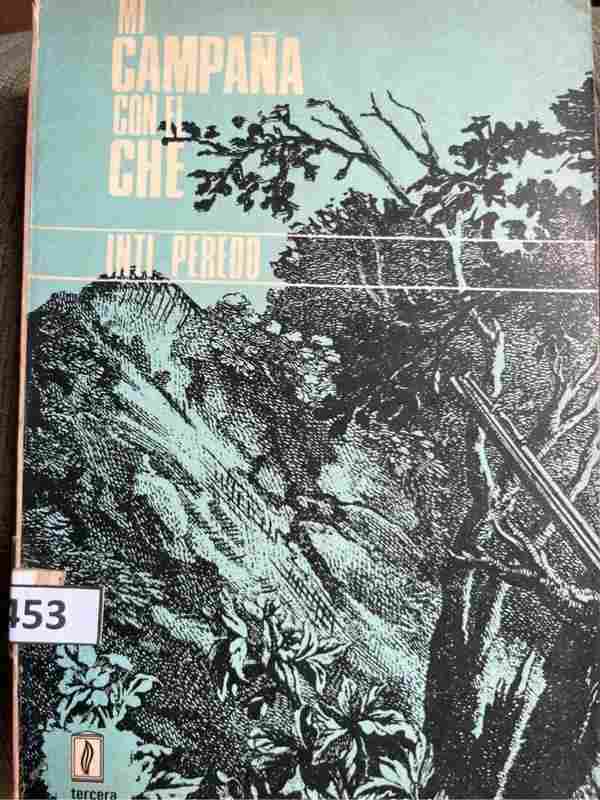 MI
CAMPAÑA
CON EL
CHE
INTI PEREDO
453
tercera